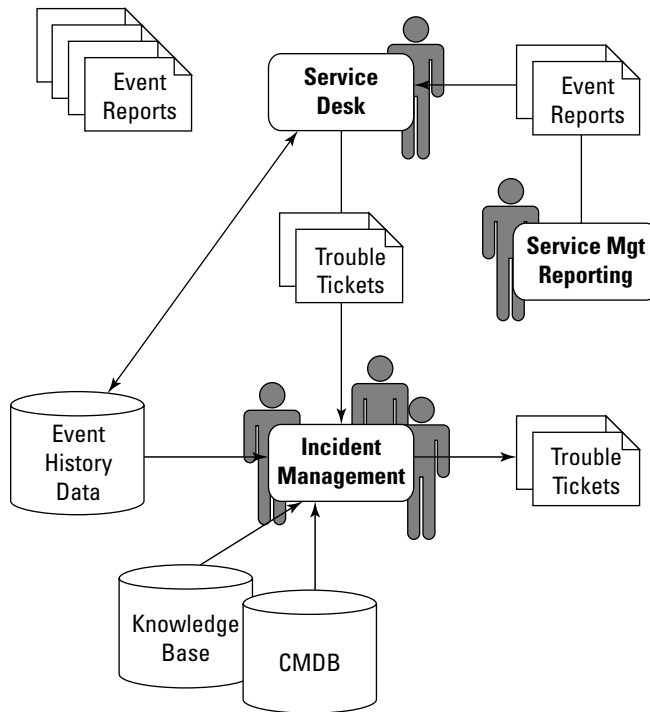 Event
Reports
Service
Desk
Event
Reports
Trouble
Tickets
Service Mgt
Reporting
Event
History
Data
Incident
Management
Trouble
Tickets
Knowledge
Base
CMDB